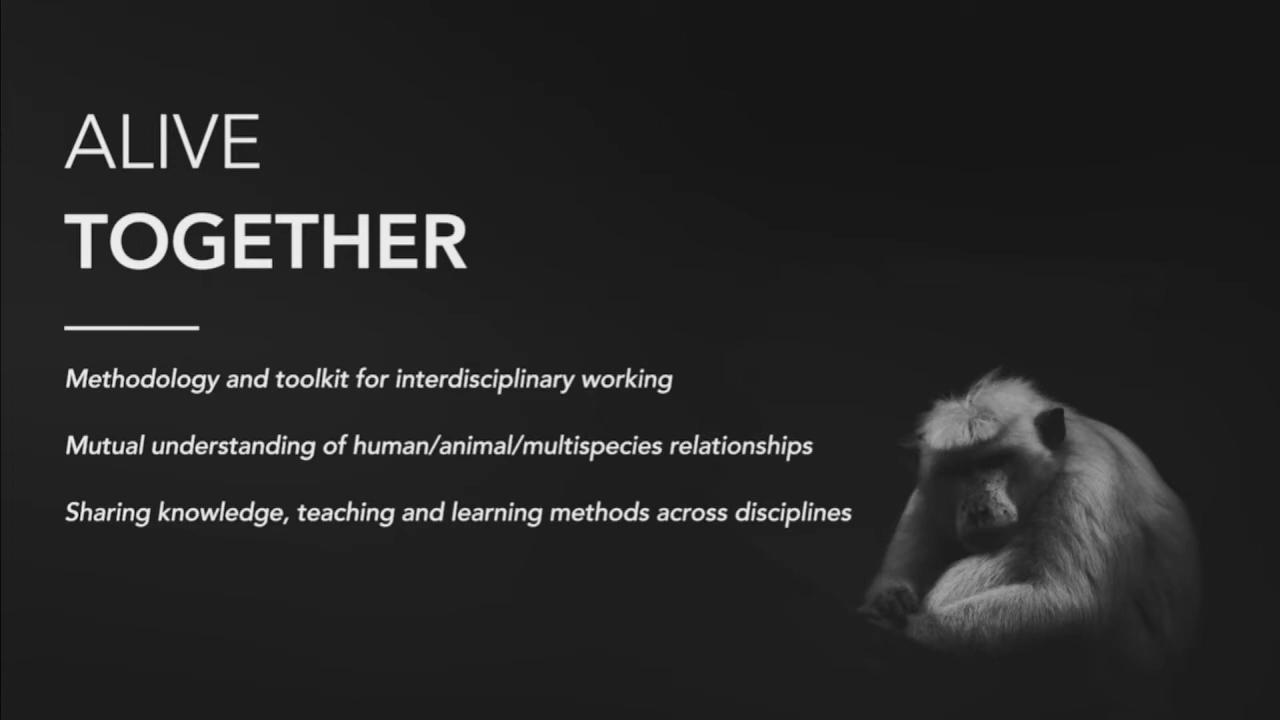 ALIVE
TOGETHER
Methodology and toolkit for interdisciplinary working
Mutual understanding of human/animal/multispecies relationships
Sharing knowledge, teaching and learning methods across disciplines